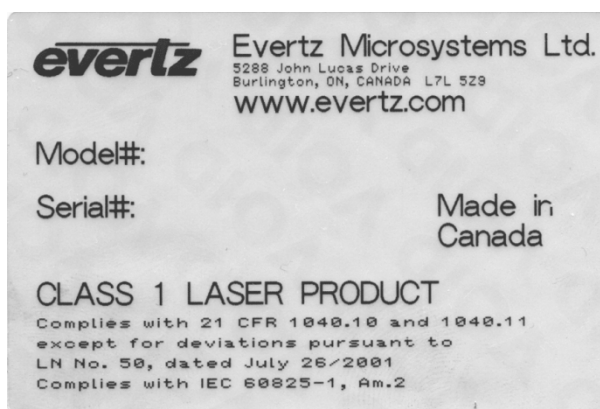 evertz
Evertz Microsystems Ltd.
5288 John Lucas Drive
Burlington, ON, CANADA L7L 5Z9
www.evertz.com
Model#:
Serial#:
Made in
Canada
CLASS 1 LASER PRODUCT
Complies with 21 CFR 1040.10 and 1040.11
except for deviations pursuant to
LN No. 50, dated July 26/2001
Complies with IEC 60825-1, Am.2